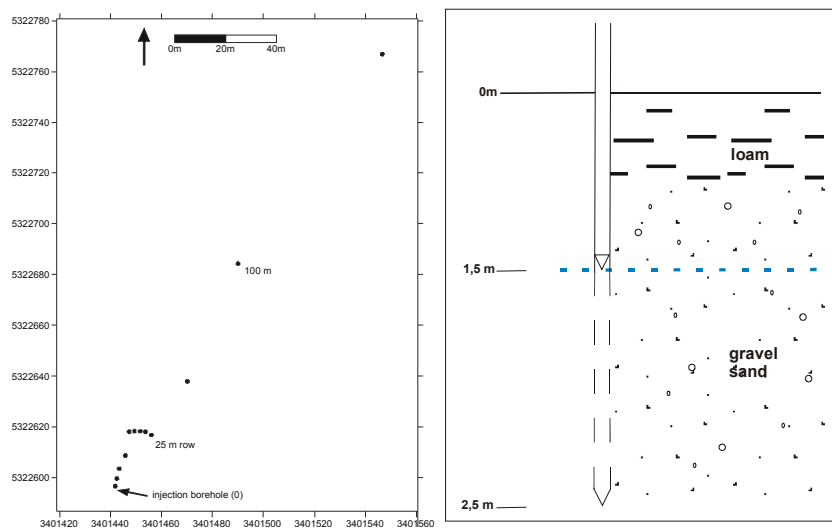 5322780
5322760
5322740
5322720
5322700
5322680
5322660
5322640
5322620
5322600
0m 20m 40m
100 m
25 m row
injection borehole (0)
3401420 3401440 3401460 3401480 3401500 3401520 3401540 3401560
0m
loam
1,5 m
gravel
sand
2,5 m